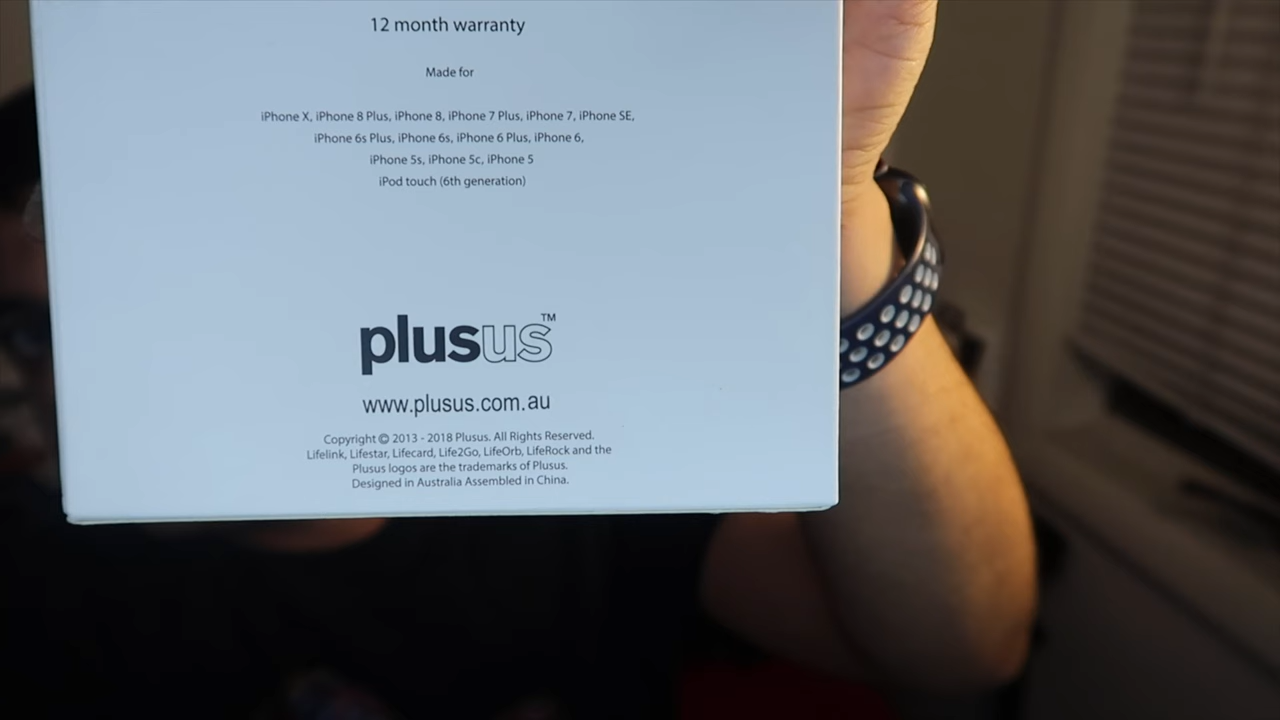 12 month warranty
Made for
iPhone X, iPhone 8 Plus, iPhone 8, iPhone 7 Plus, iPhone 7, iPhone SE,
iPhone 6s Plus, iPhone 6s, iPhone 6 Plus, iPhone 6,
iPhone 5s, iPhone 5c, iPhone 5
iPod touch (6th generation)
plusus™
www.plusus.com.au
Copyright © 2013 - 2018 Plusus. All Rights Reserved.
Lifelink, Lifestar, Lifecard, Life2Go, LifeOrb, LifeRock and the
Plusus logos are the trademarks of Plusus.
Designed in Australia Assembled in China.